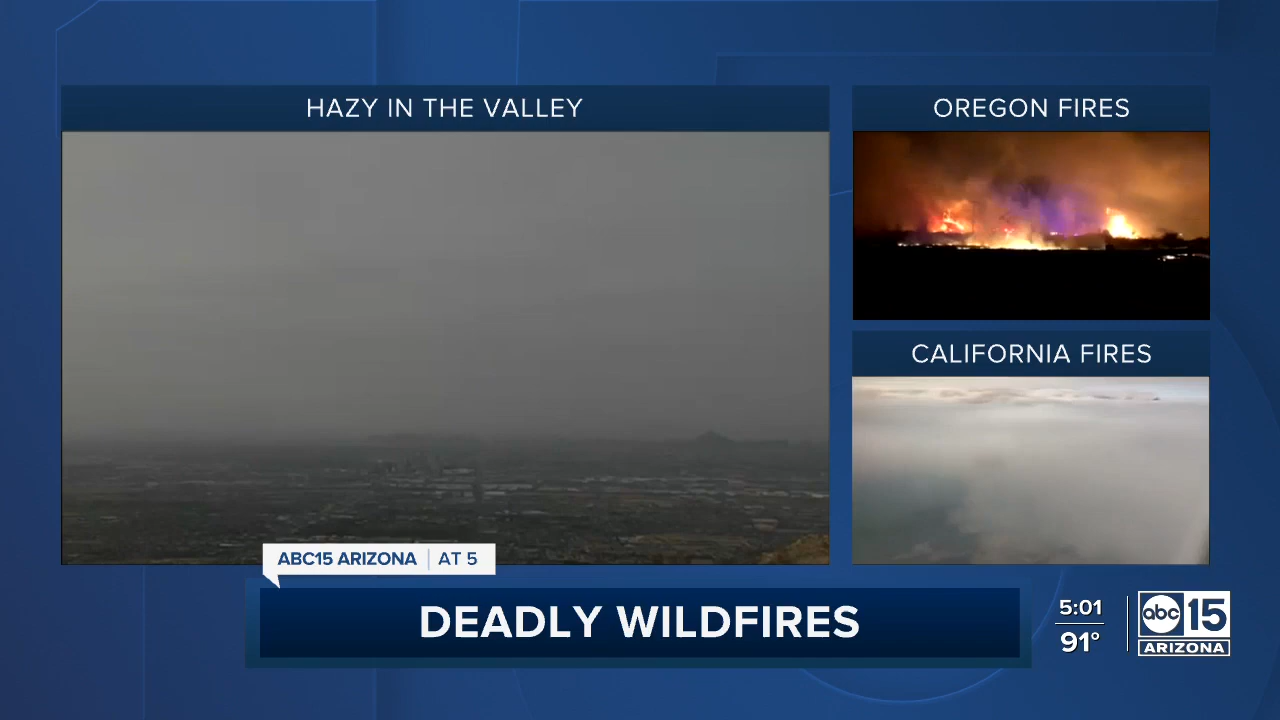 HAZY IN THE VALLEY
OREGON FIRES
CALIFORNIA FIRES
ABC15 ARIZONA | AT 5
DEADLY WILDFIRES
5:01
91°
abc 15
ARIZONA